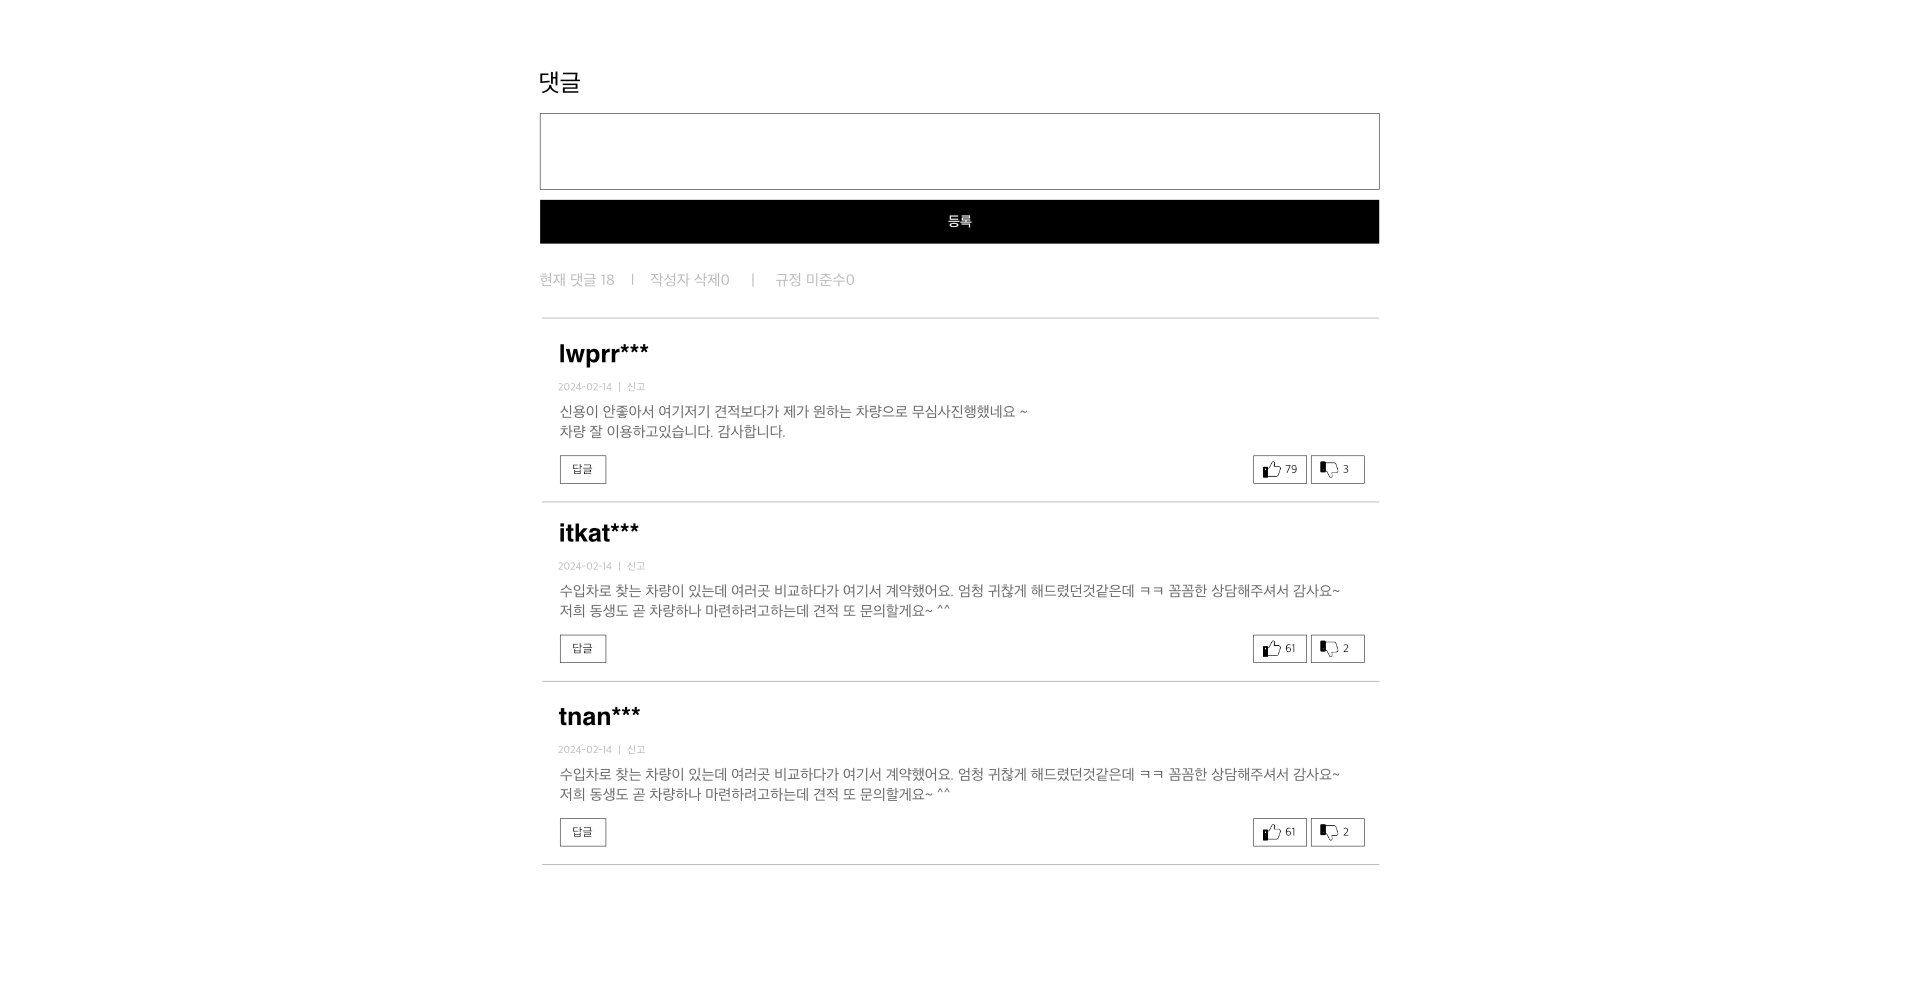 댓글
등록
현재 댓글 18 | 작성자 삭제0 | 규정 미준수0
lwprr***
2024-02-14 | 신고
신용이 안좋아서 여기저기 견적보다가 제가 원하는 차량으로 무심사진행했네요 ~
차량 잘 이용하고있습니다. 감사합니다.
답글 79 3
itkat***
2024-02-14 | 신고
수입차로 찾는 차량이 있는데 여러곳 비교하다가 여기서 계약했어요. 엄청 귀찮게 해드렸던것같은데 ㅋㅋ 꼼꼼한 상담해주셔서 감사요~
저희 동생도 곧 차량하나 마련하려고하는데 견적 또 문의할게요~ ^^
답글 61 2
tnan***
2024-02-14 | 신고
수입차로 찾는 차량이 있는데 여러곳 비교하다가 여기서 계약했어요. 엄청 귀찮게 해드렸던것같은데 ㅋㅋ 꼼꼼한 상담해주셔서 감사요~
저희 동생도 곧 차량하나 마련하려고하는데 견적 또 문의할게요~ ^^
답글 61 2